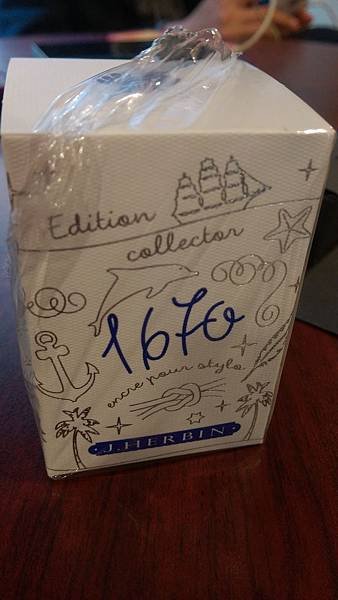 Edition
collector
1670
encre pour stylo
J.HERBIN